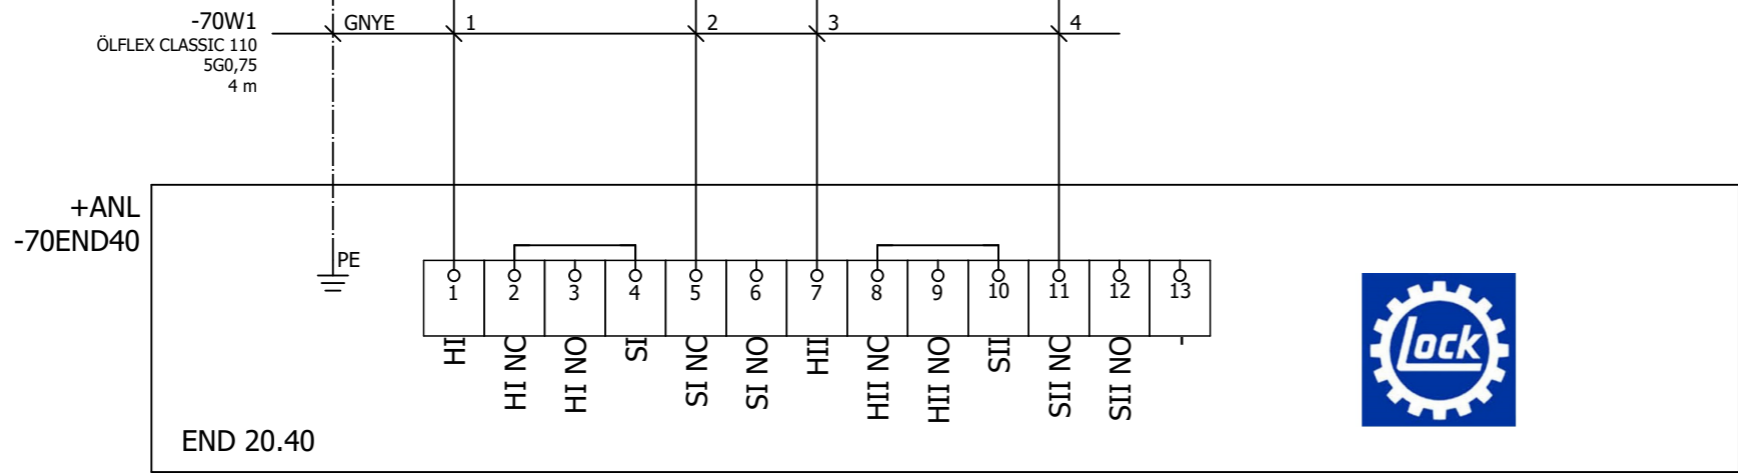 -70W1
ÖLFLEX CLASSIC 110
5G0,75
4 m
GNYE
1
2
3
4
+ANL
-70END40
PE
1
2
3
4
5
6
7
8
9
10
11
12
13
HI
HI NC
HI NO
SI
SI NC
SI NO
HII
HII NC
HII NO
SII
SII NC
SII NO
-
END 20.40
Lock